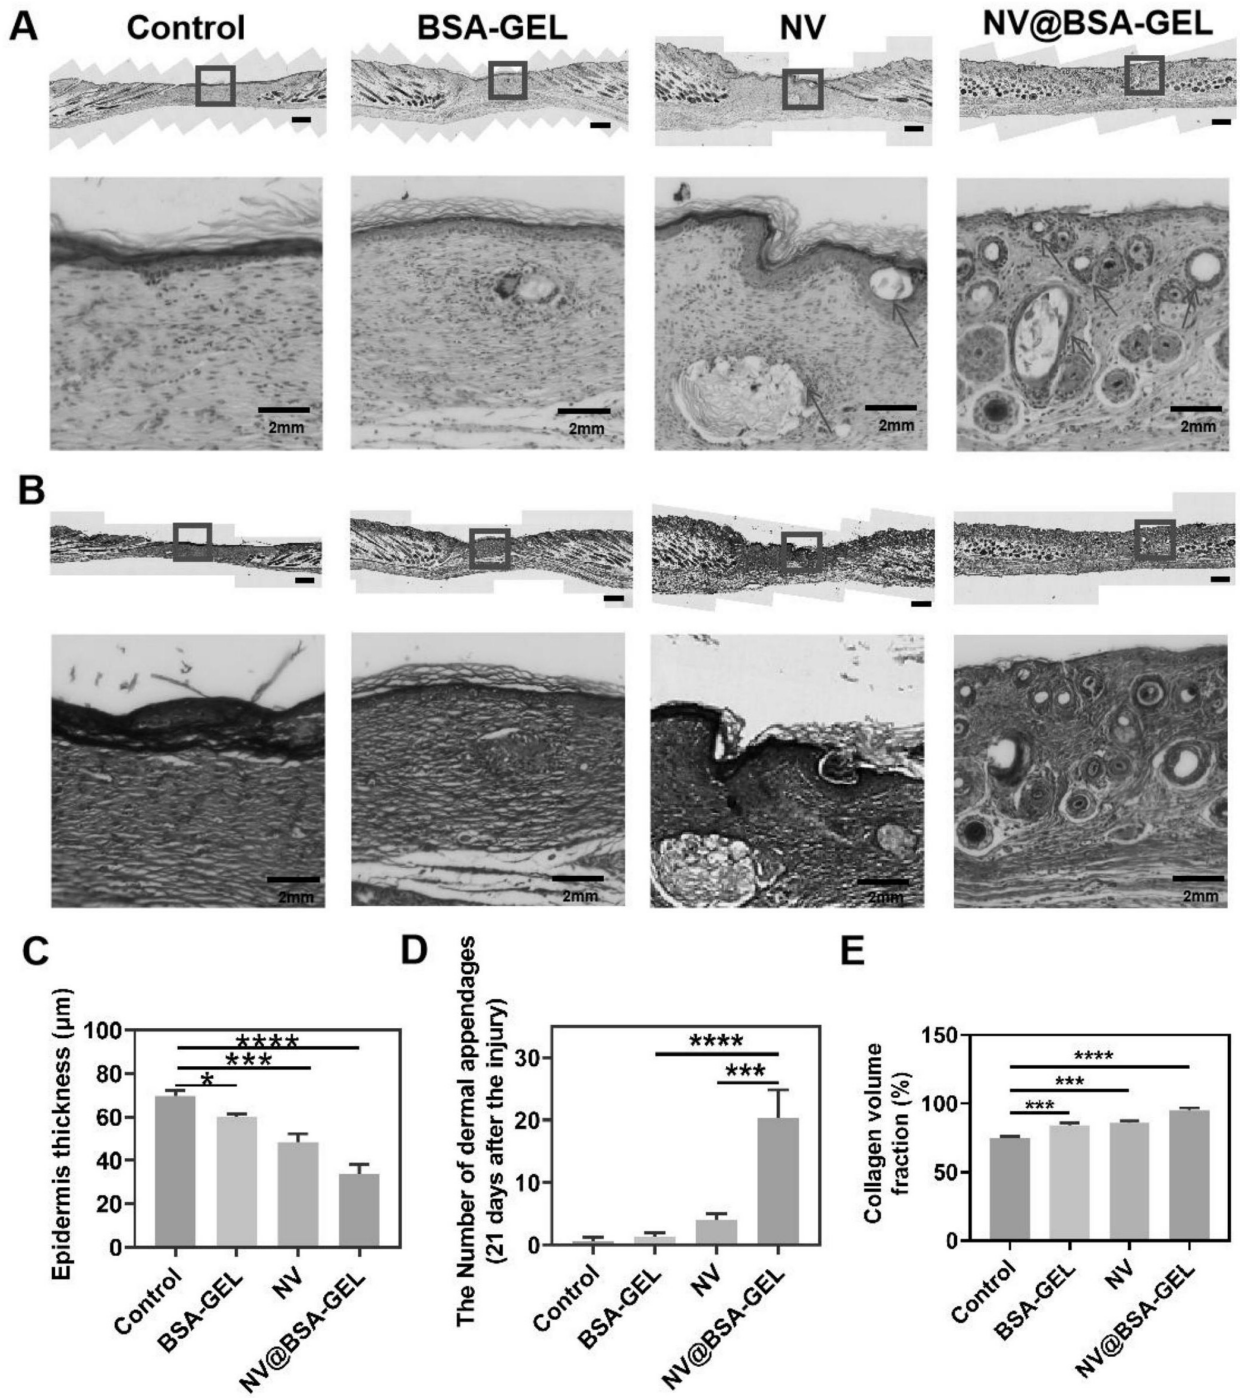 A
Control
BSA-GEL
NV
NV@BSA-GEL
2mm
2mm
2mm
2mm
B
2mm
2mm
2mm
2mm
C
Epidermis thickness (μm)
100
80
60
40
20
0
****
***
*
Control
BSA-GEL
NV
NV@BSA-GEL
D
The Number of dermal appendages
(21 days after the injury)
30
20
10
0
****
***
Control
BSA-GEL
NV
NV@BSA-GEL
E
Collagen volume
fraction (%)
150
100
50
0
****
***
***
Control
BSA-GEL
NV
NV@BSA-GEL